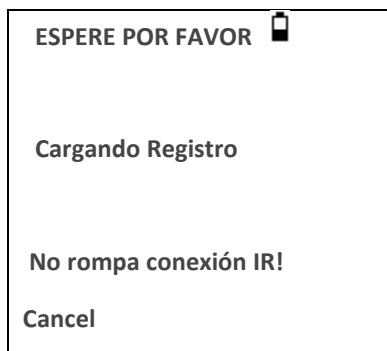 ESPERE POR FAVOR
Cargando Registro
No rompa conexión IR!
Cancel